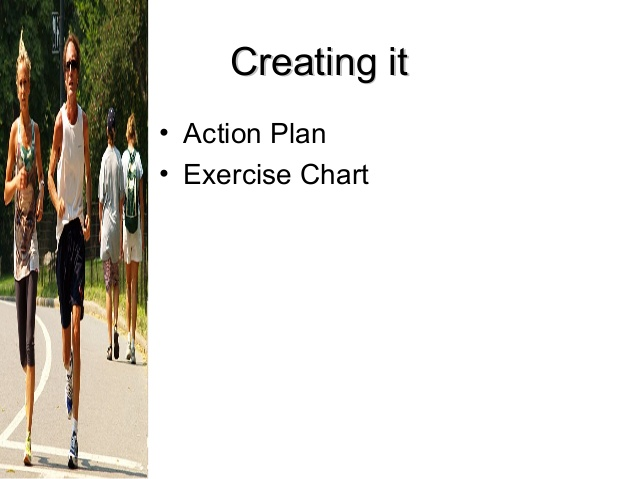 Creating it
• Action Plan
• Exercise Chart